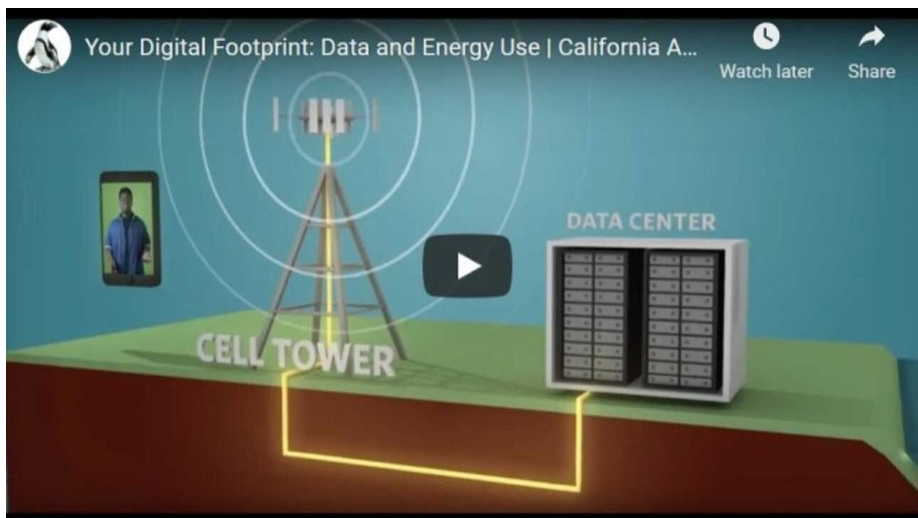 Your Digital Footprint: Data and Energy Use | California A...
Watch later
Share
DATA CENTER
CELL TOWER